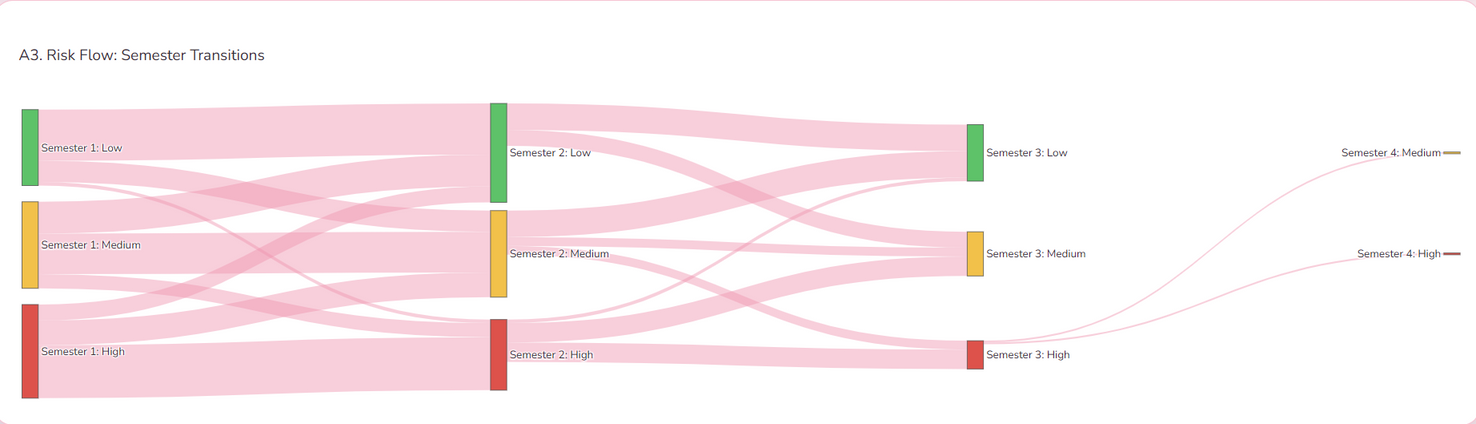 A3. Risk Flow: Semester Transitions
Semester 1: Low
Semester 2: Low
Semester 3: Low
Semester 4: Medium
Semester 1: Medium
Semester 2: Medium
Semester 3: Medium
Semester 4: High
Semester 1: High
Semester 2: High
Semester 3: High